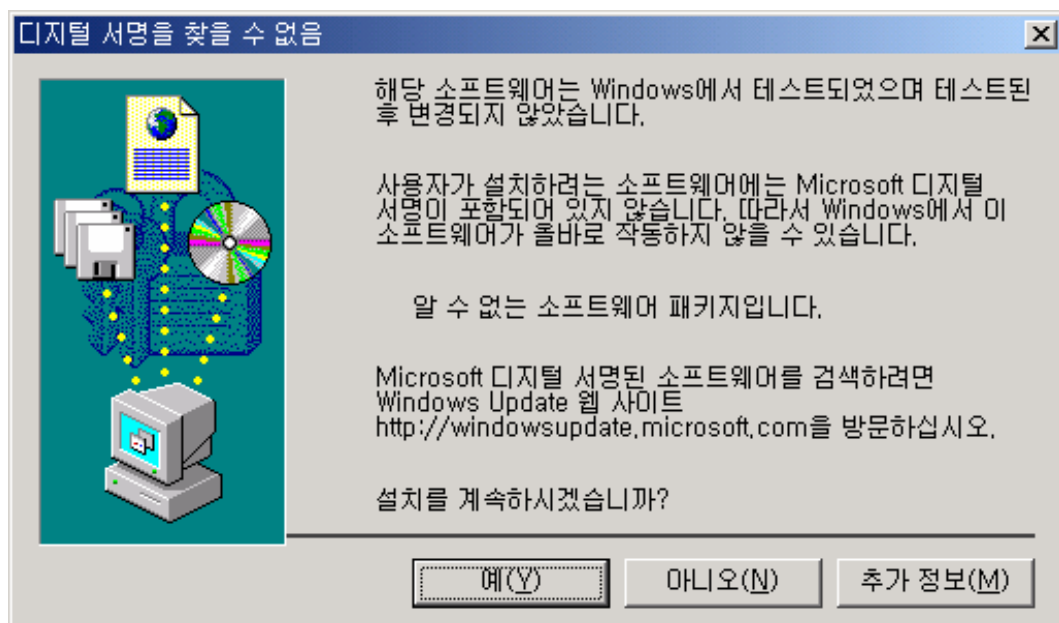 디지털 서명을 찾을 수 없음
해당 소프트웨어는 Windows에서 테스트되었으며 테스트된
후 변경되지 않았습니다.
사용자가 설치하려는 소프트웨어에는 Microsoft 디지털
서명이 포함되어 있지 않습니다. 따라서 Windows에서 이
소프트웨어가 올바로 작동하지 않을 수 있습니다.
알 수 없는 소프트웨어 패키지입니다.
Microsoft 디지털 서명된 소프트웨어를 검색하려면
Windows Update 웹 사이트
http://windowsupdate.microsoft.com을 방문하십시오.
설치를 계속하시겠습니까?
예(Y) 아니오(N) 추가 정보(M)